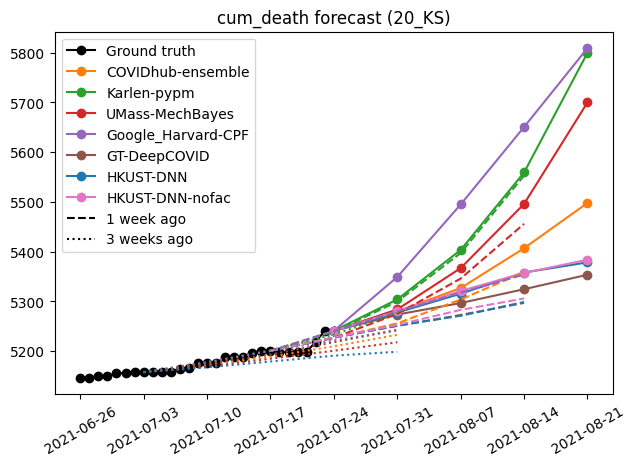 cum_death forecast (20_KS)
5800
5700
5600
5500
5400
5300
5200
Ground truth
COVIDhub-ensemble
Karlen-pypm
UMass-MechBayes
Google_Harvard-CPF
GT-DeepCOVID
HKUST-DNN
HKUST-DNN-nofac
1 week ago
3 weeks ago
2021-06-26
2021-07-03
2021-07-10
2021-07-17
2021-07-24
2021-07-31
2021-08-07
2021-08-14
2021-08-21